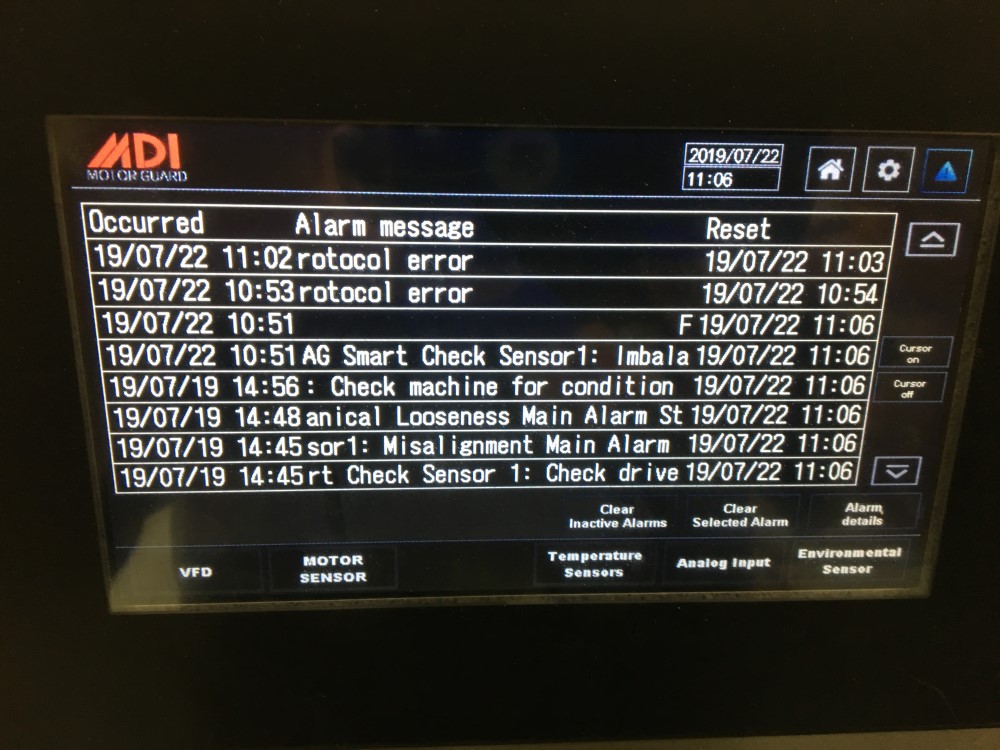 MDI
MOTOR GUARD
2019/07/22
11:06
Occurred Alarm message Reset
19/07/22 11:02 rotocol error 19/07/22 11:03
19/07/22 10:53 rotocol error 19/07/22 10:54
19/07/22 10:51 F 19/07/22 11:06
19/07/22 10:51 AG Smart Check Sensor1: Imbala 19/07/22 11:06
19/07/19 14:56 : Check machine for condition 19/07/22 11:06
19/07/19 14:48 anical Looseness Main Alarm St 19/07/22 11:06
19/07/19 14:45 sor1: Misalignment Main Alarm 19/07/22 11:06
19/07/19 14:45 rt Check Sensor 1: Check drive 19/07/22 11:06
Cursor
on
Cursor
off
Clear
Inactive Alarms
Clear
Selected Alarm
Alarm
details
VFD
MOTOR
SENSOR
Temperature
Sensors
Analog Input
Environmental
Sensor